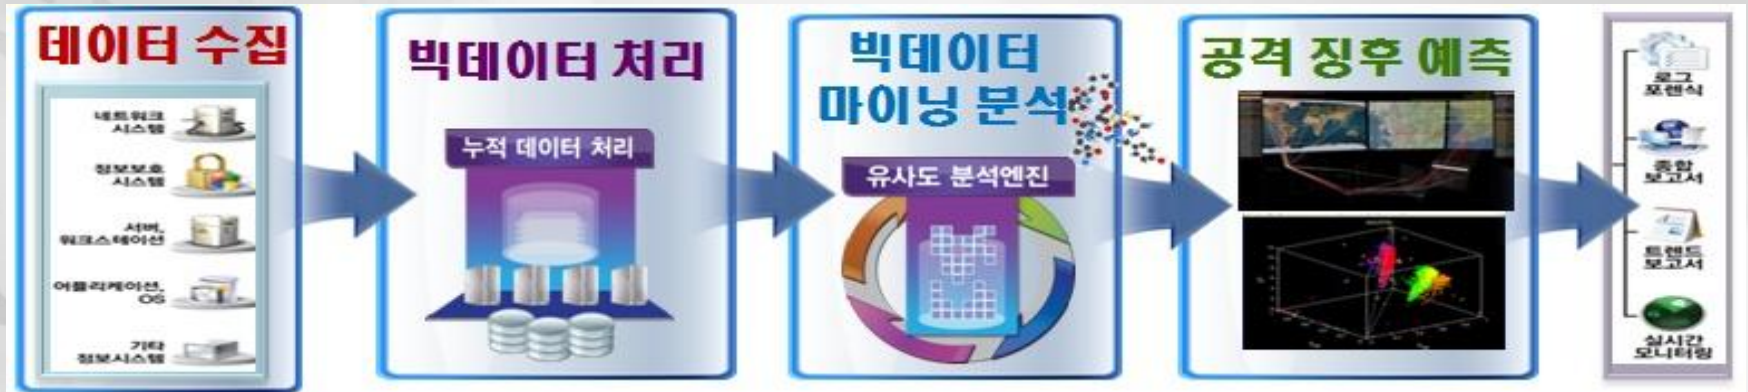 데이터 수집
네트워크
시스템
정보보호
시스템
서버,
워크스테이션
어플리케이션,
OS
기타
정보시스템
빅데이터 처리
누적 데이터 처리
빅데이터
마이닝 분석
유사도 분석엔진
공격 징후 예측
로그
포렌식
종합
보고서
트렌드
보고서
실시간
모니터링